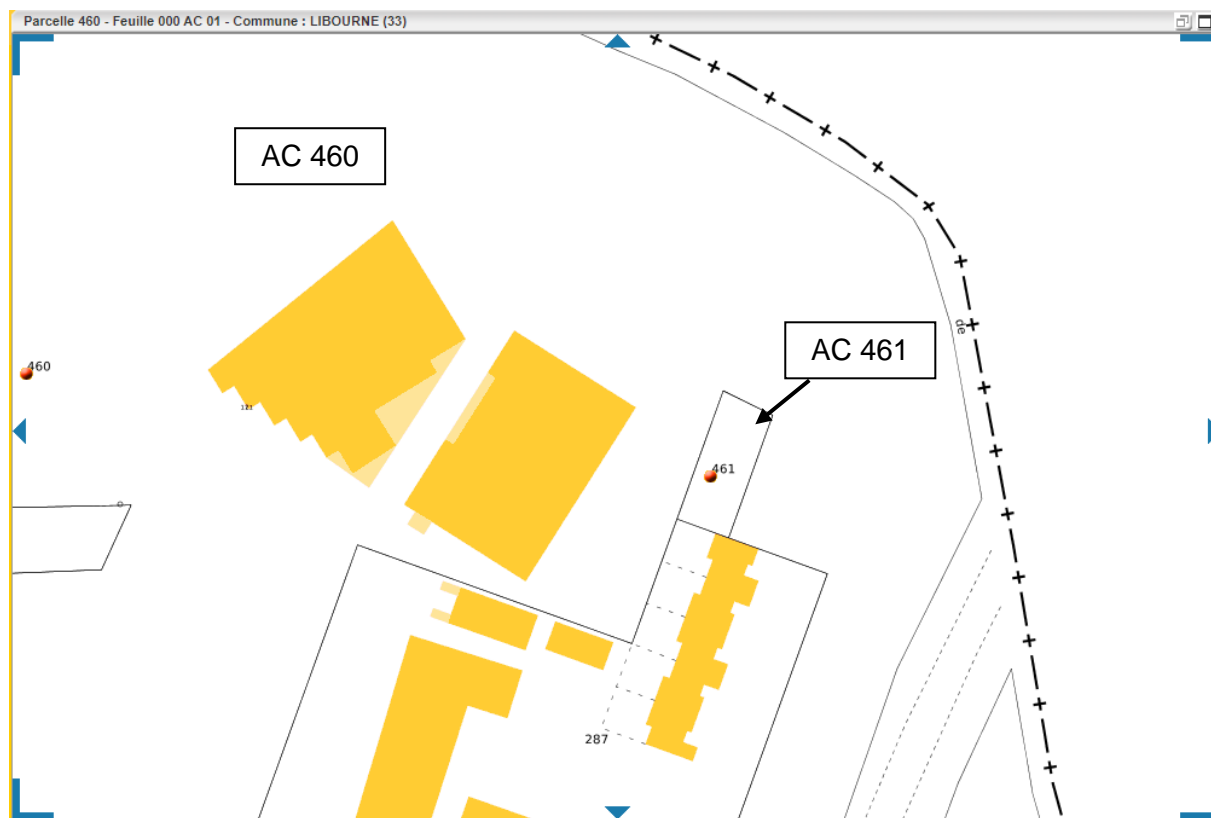 Parcelle 460 - Feuille 000 AC 01 - Commune : LIBOURNE (33)
AC 460
de
AC 461
460
461
287